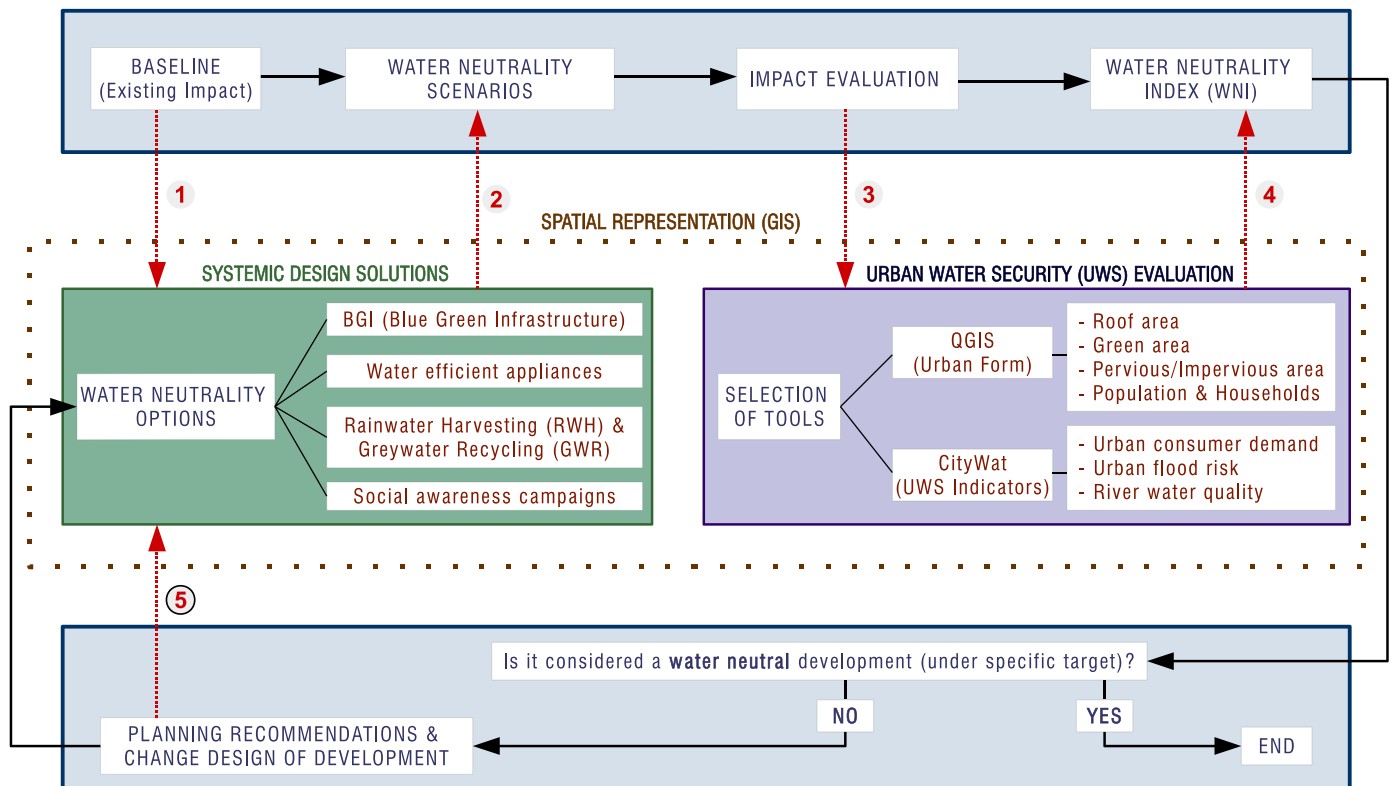 BASELINE
(Existing Impact)
WATER NEUTRALITY
SCENARIOS
IMPACT EVALUATION
WATER NEUTRALITY
INDEX (WNI)
1
2
3
4
SPATIAL REPRESENTATION (GIS)
SYSTEMIC DESIGN SOLUTIONS
WATER NEUTRALITY
OPTIONS
BGI (Blue Green Infrastructure)
Water efficient appliances
Rainwater Harvesting (RWH) &
Greywater Recycling (GWR)
Social awareness campaigns
URBAN WATER SECURITY (UWS) EVALUATION
SELECTION
OF TOOLS
QGIS
(Urban Form)
- Roof area
- Green area
- Pervious/Impervious area
- Population & Households
CityWat
(UWS Indicators)
- Urban consumer demand
- Urban flood risk
- River water quality
5
Is it considered a water neutral development (under specific target)?
NO
YES
PLANNING RECOMMENDATIONS &
CHANGE DESIGN OF DEVELOPMENT
END